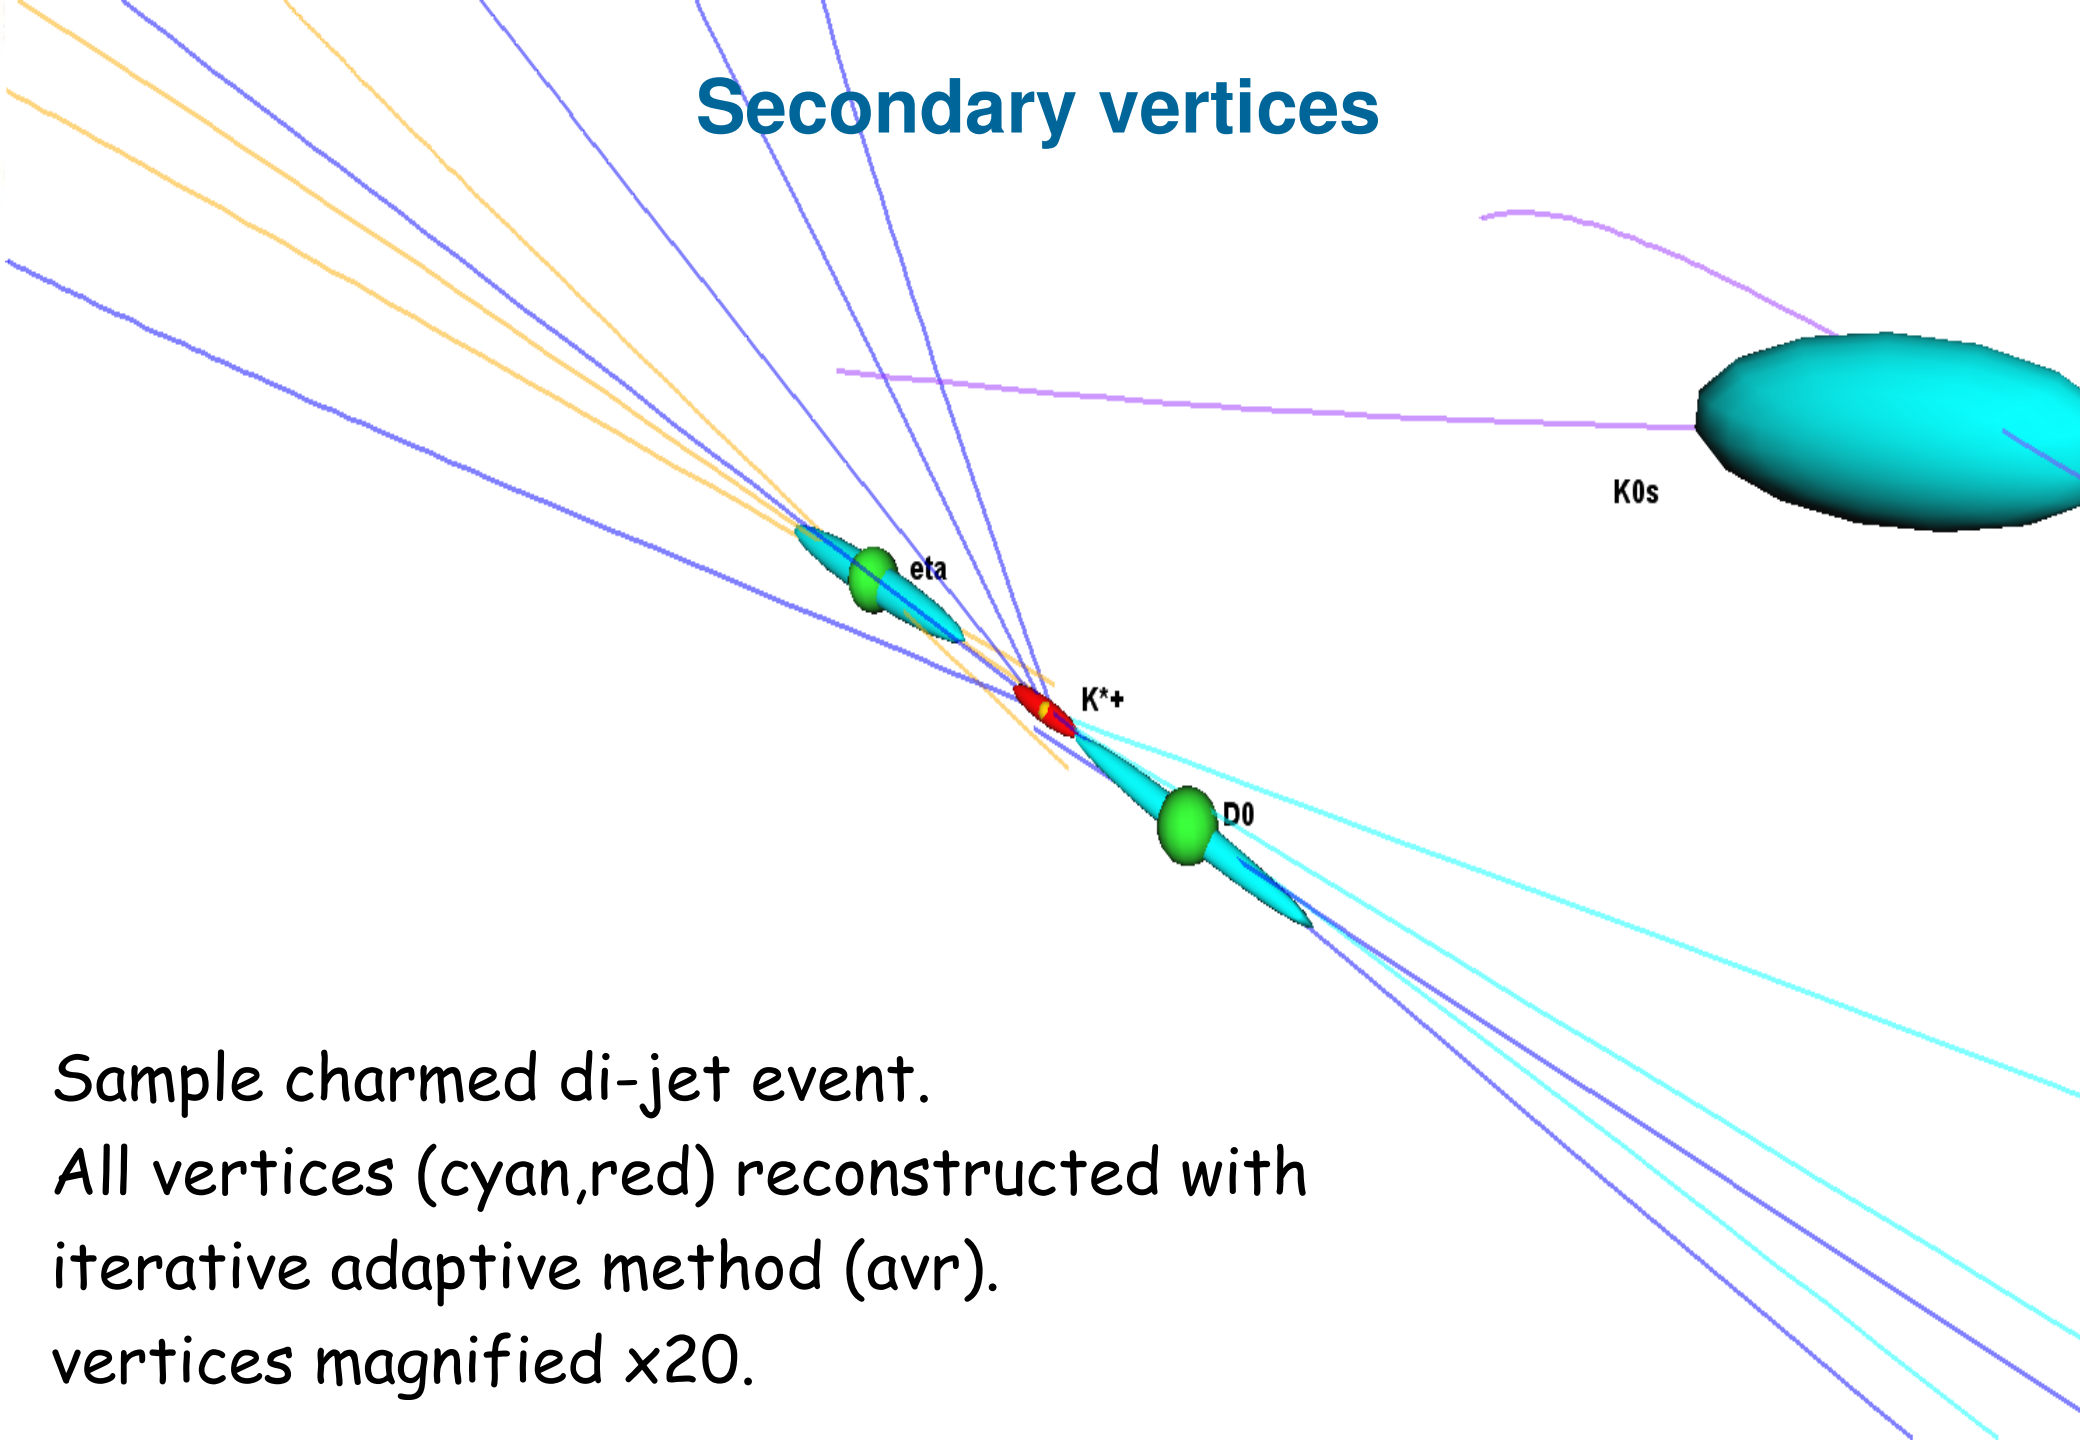 Secondary vertices
K0s
eta
K*+
D0
Sample charmed di-jet event.
All vertices (cyan,red) reconstructed with
iterative adaptive method (avr).
vertices magnified x20.